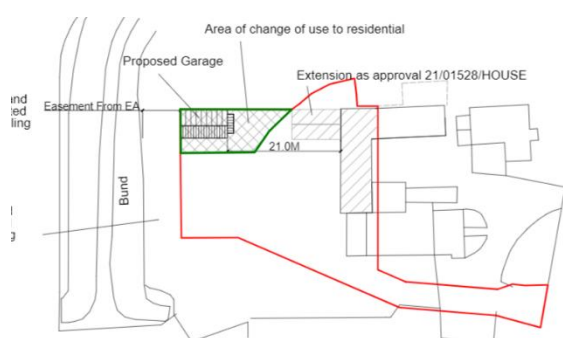 Area of change of use to residential
Proposed Garage
Extension as approval 21/01528/HOUSE
Easement From EA
21.0M
Bund